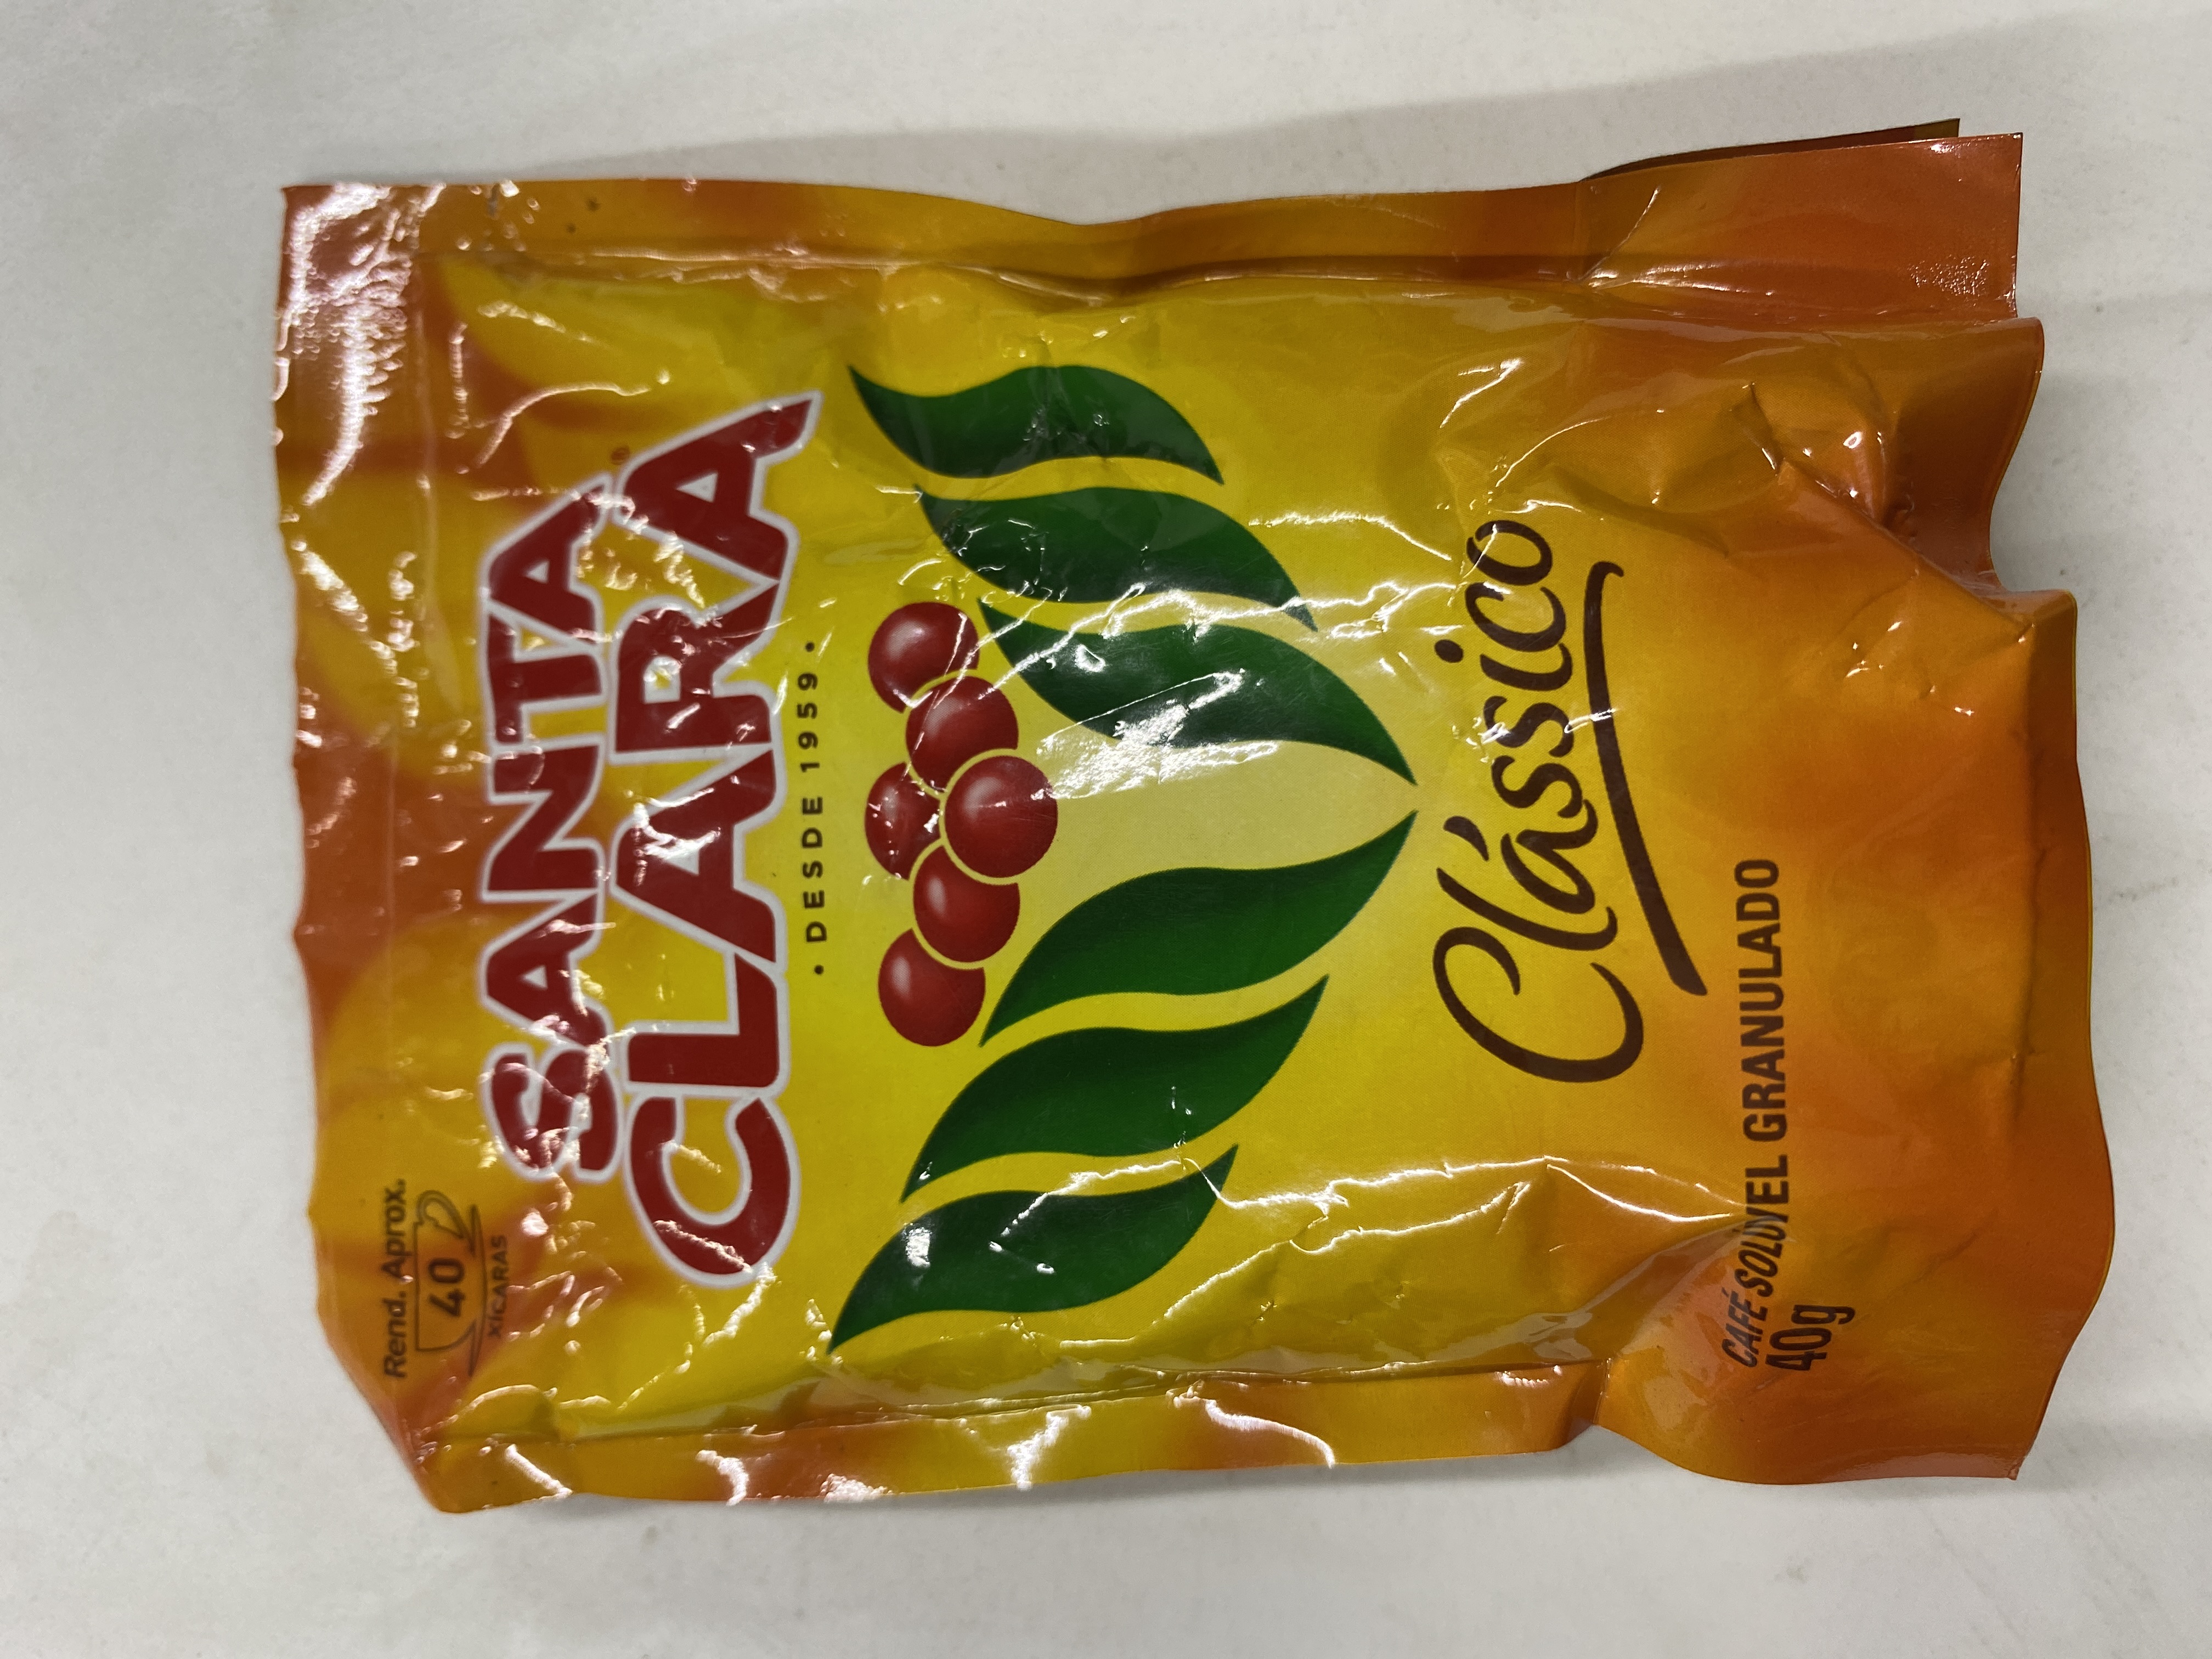 Rend. Aprox.
40
XÍCARAS
SANTA
CLARA
• DESDE 1959 •
Clássico
CAFÉ SOLÚVEL GRANULADO
40g